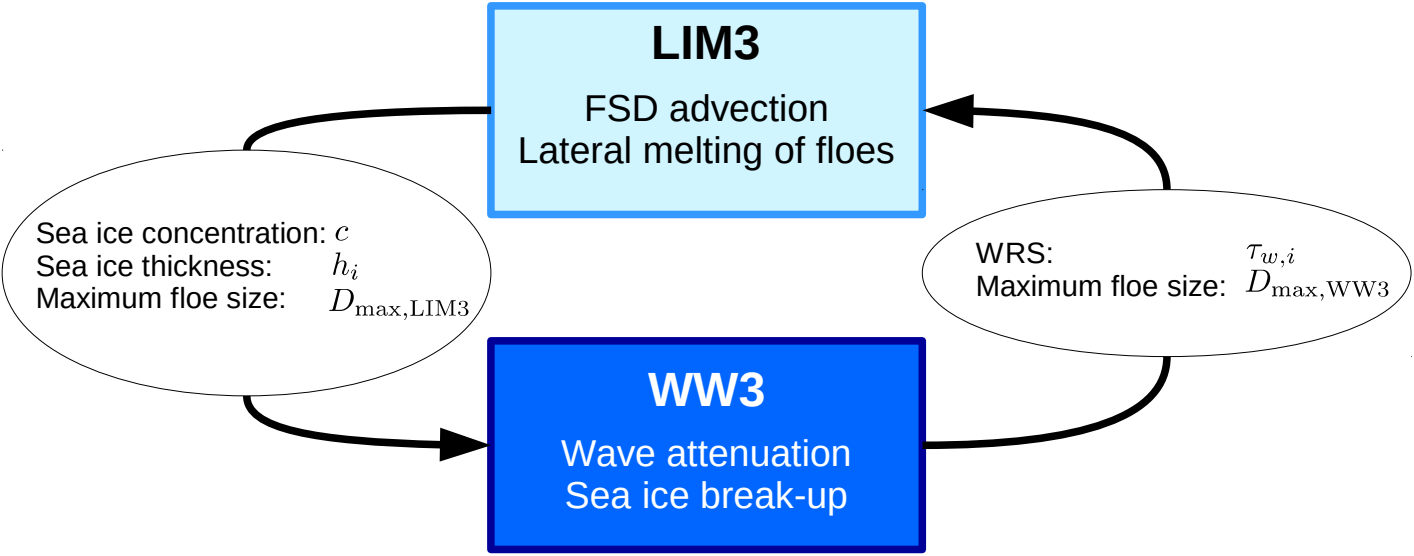 LIM3
FSD advection
Lateral melting of floes
Sea ice concentration: c
Sea ice thickness: h_i
Maximum floe size: D_max,LIM3
WRS: τ_w,i
Maximum floe size: D_max,WW3
WW3
Wave attenuation
Sea ice break-up